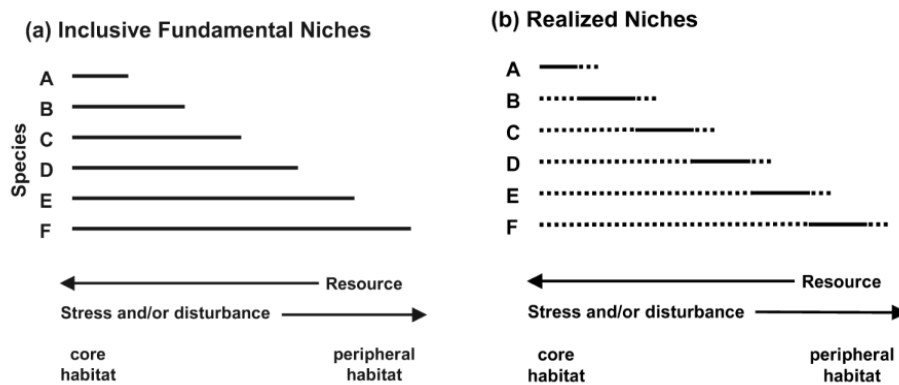 (a) Inclusive Fundamental Niches
Species
A
B
C
D
E
F
Resource
Stress and/or disturbance
core
habitat
peripheral
habitat
(b) Realized Niches
A
B
C
D
E
F
Resource
Stress and/or disturbance
core
habitat
peripheral
habitat